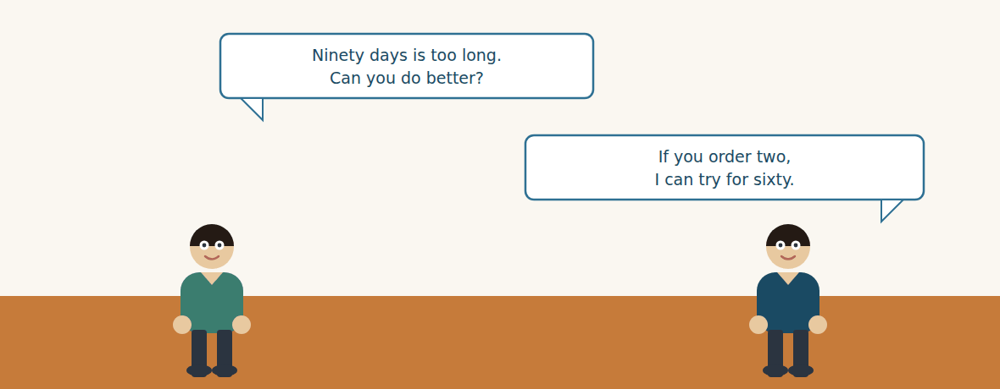 Ninety days is too long.
Can you do better?
If you order two,
I can try for sixty.